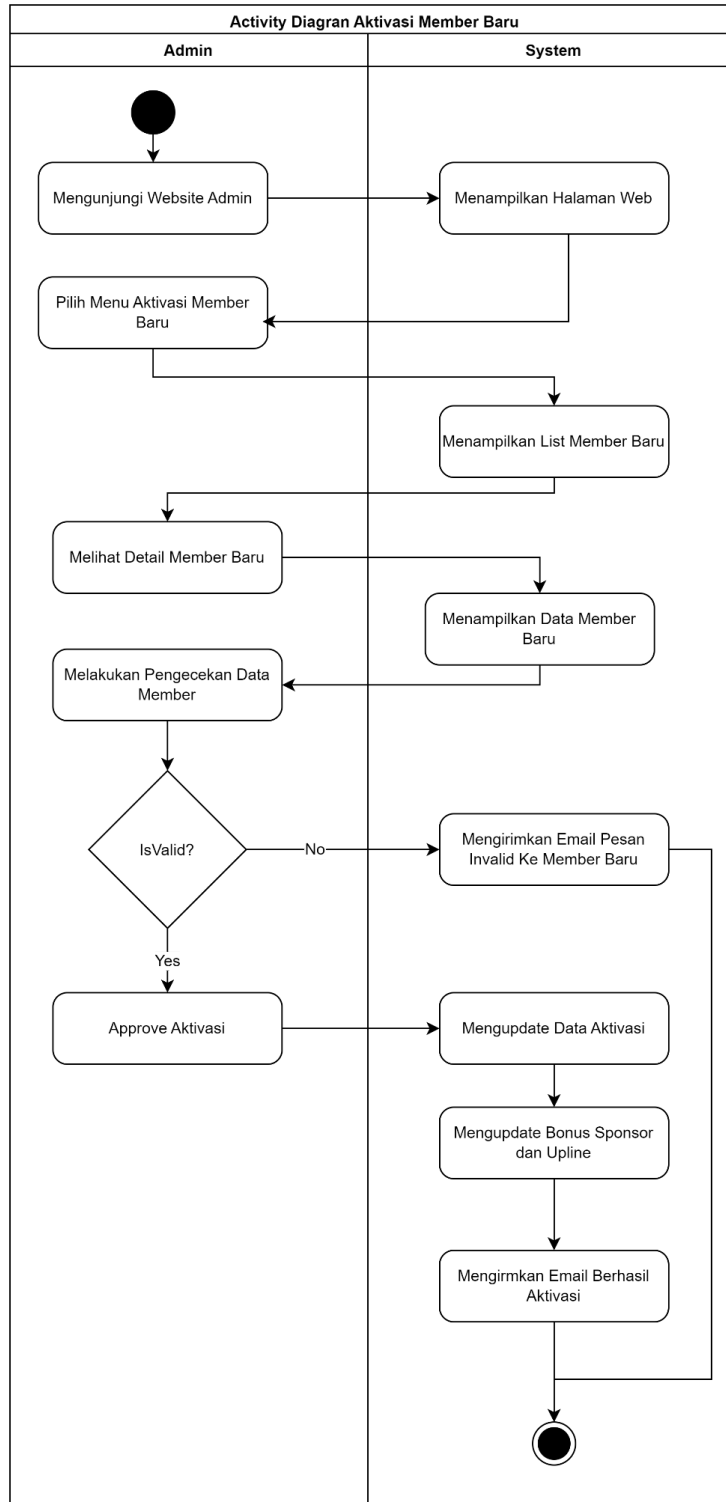 Activity Diagran Aktivasi Member Baru
Admin
System
Mengunjungi Website Admin
Menampilkan Halaman Web
Pilih Menu Aktivasi Member
Baru
Menampilkan List Member Baru
Melihat Detail Member Baru
Menampilkan Data Member
Baru
Melakukan Pengecekan Data
Member
IsValid?
No
Mengirimkan Email Pesan
Invalid Ke Member Baru
Yes
Approve Aktivasi
Mengupdate Data Aktivasi
Mengupdate Bonus Sponsor
dan Upline
Mengirmkan Email Berhasil
Aktivasi